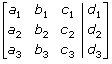 a₁ b₁ c₁ | d₁
a₂ b₂ c₂ | d₂
a₃ b₃ c₃ | d₃